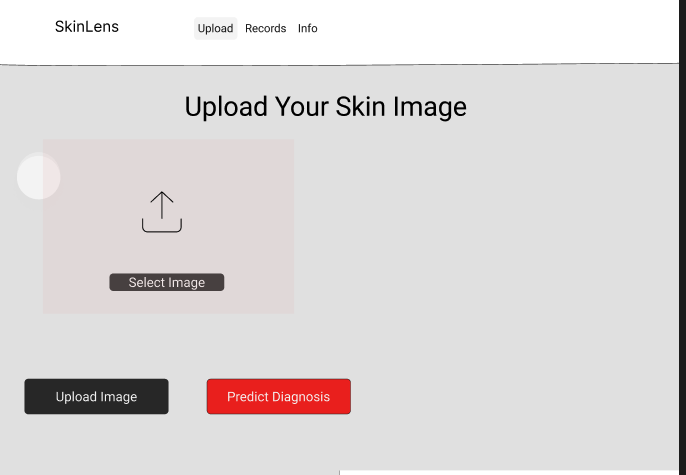 SkinLens
Upload Records Info
Upload Your Skin Image
Select Image
Upload Image Predict Diagnosis